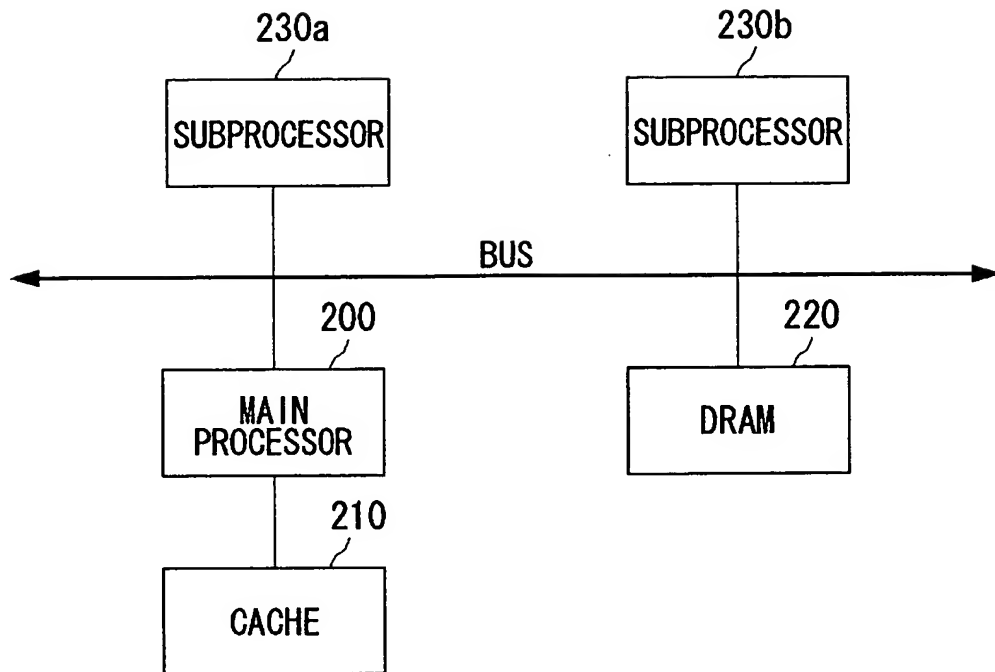 230a
230b
SUBPROCESSOR
SUBPROCESSOR
BUS
200
220
MAIN
PROCESSOR
DRAM
210
CACHE